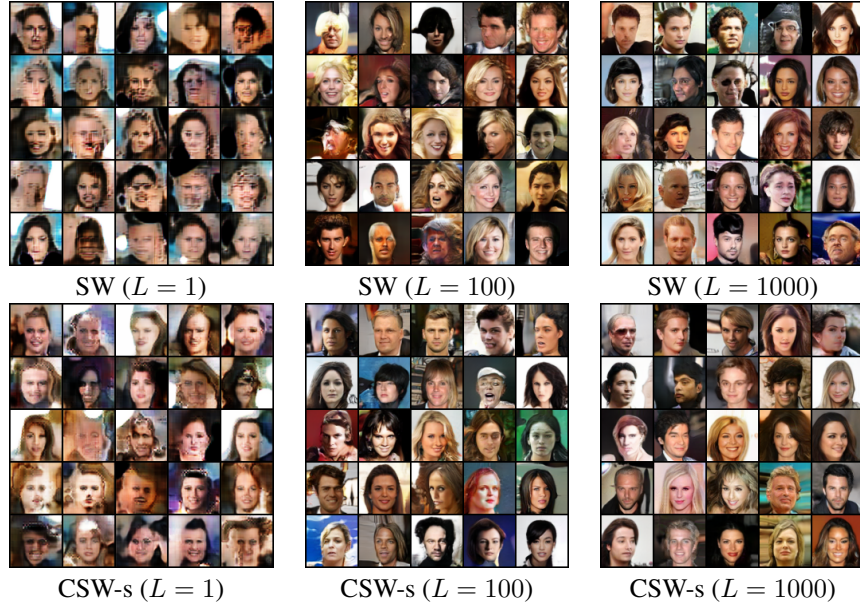 SW (L = 1)
SW (L = 100)
SW (L = 1000)
CSW-s (L = 1)
CSW-s (L = 100)
CSW-s (L = 1000)